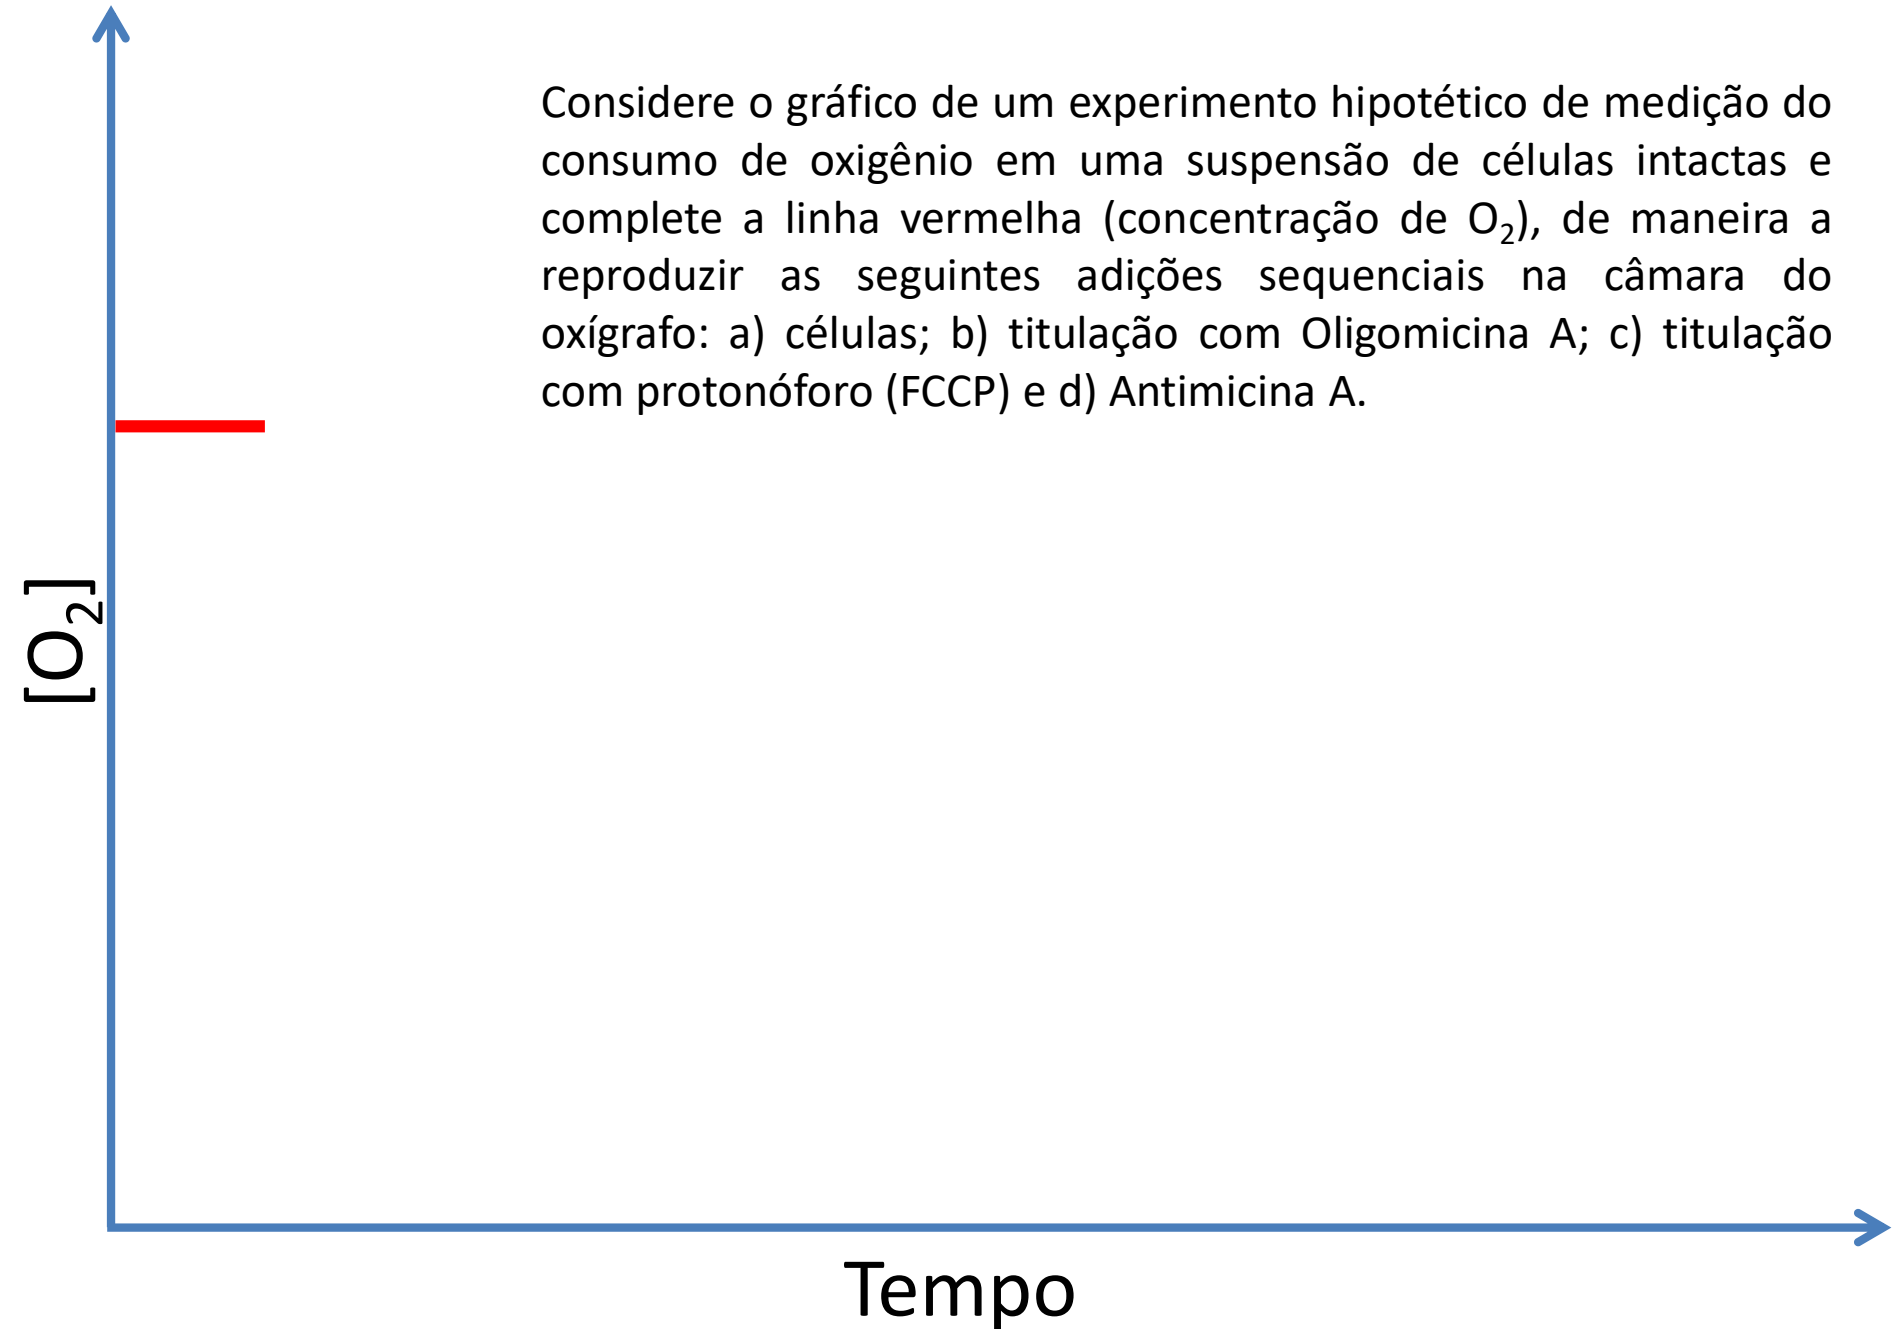 Considere o gráfico de um experimento hipotético de medição do
consumo de oxigênio em uma suspensão de células intactas e
complete a linha vermelha (concentração de O₂), de maneira a
reproduzir as seguintes adições sequenciais na câmara do
oxígrafo: a) células; b) titulação com Oligomicina A; c) titulação
com protonóforo (FCCP) e d) Antimicina A.
[O₂]
Tempo